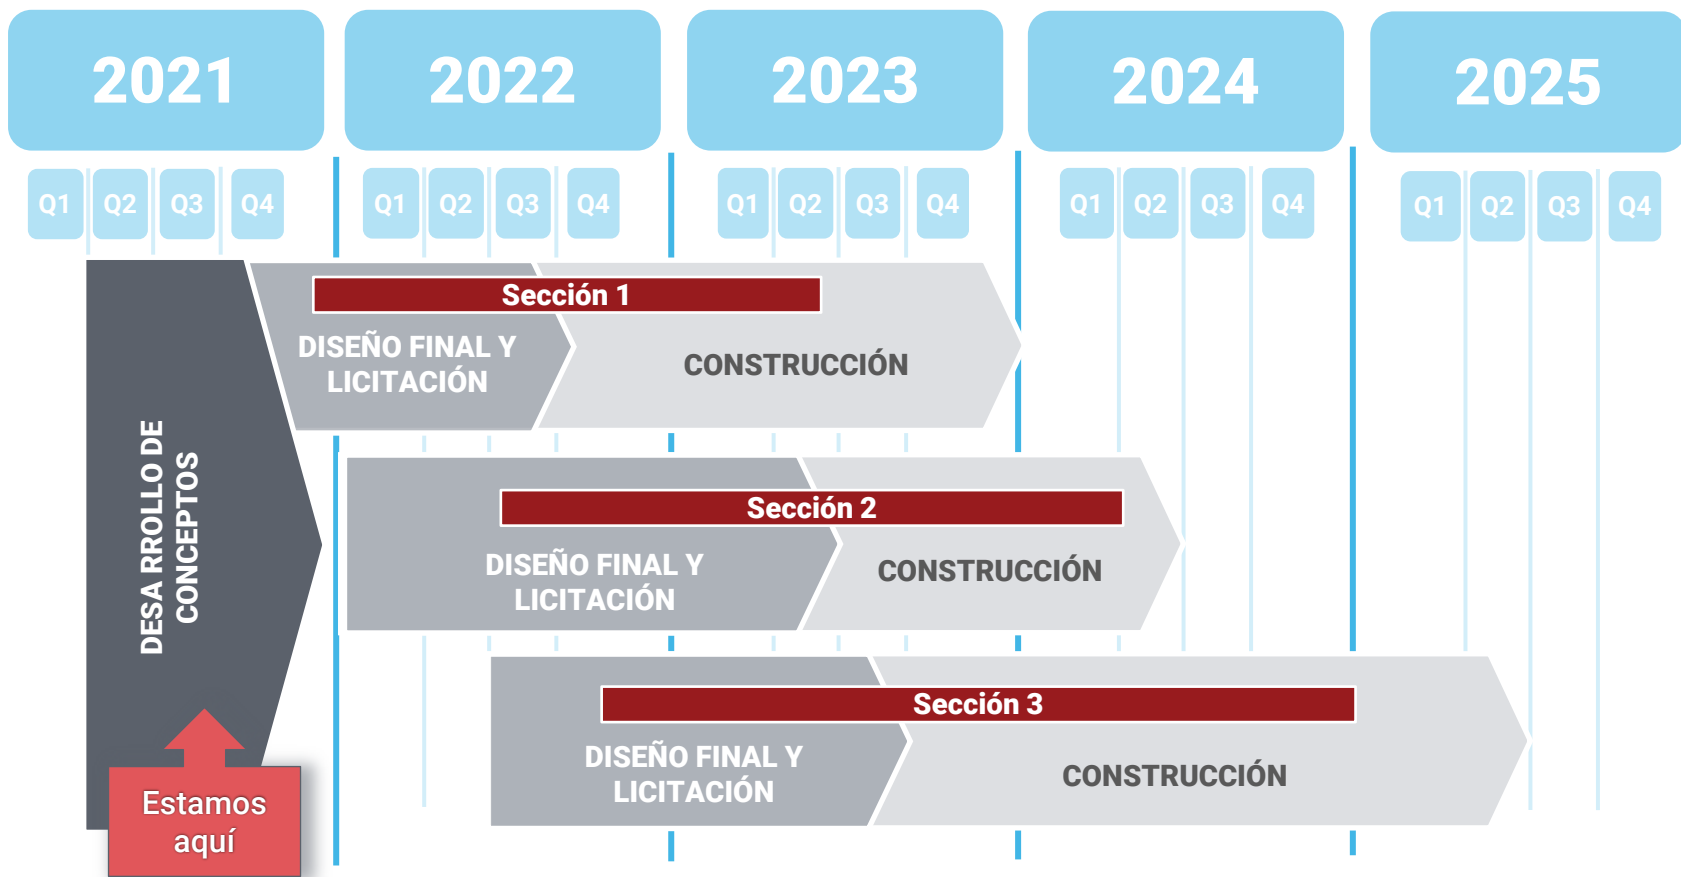 2021 2022 2023 2024 2025
Q1 Q2 Q3 Q4 Q1 Q2 Q3 Q4 Q1 Q2 Q3 Q4 Q1 Q2 Q3 Q4 Q1 Q2 Q3 Q4
DESA RROLLO DE
CONCEPTOS
Sección 1
DISEÑO FINAL Y
LICITACIÓN
CONSTRUCCIÓN
Sección 2
DISEÑO FINAL Y
LICITACIÓN
CONSTRUCCIÓN
Sección 3
DISEÑO FINAL Y
LICITACIÓN
CONSTRUCCIÓN
Estamos
aquí